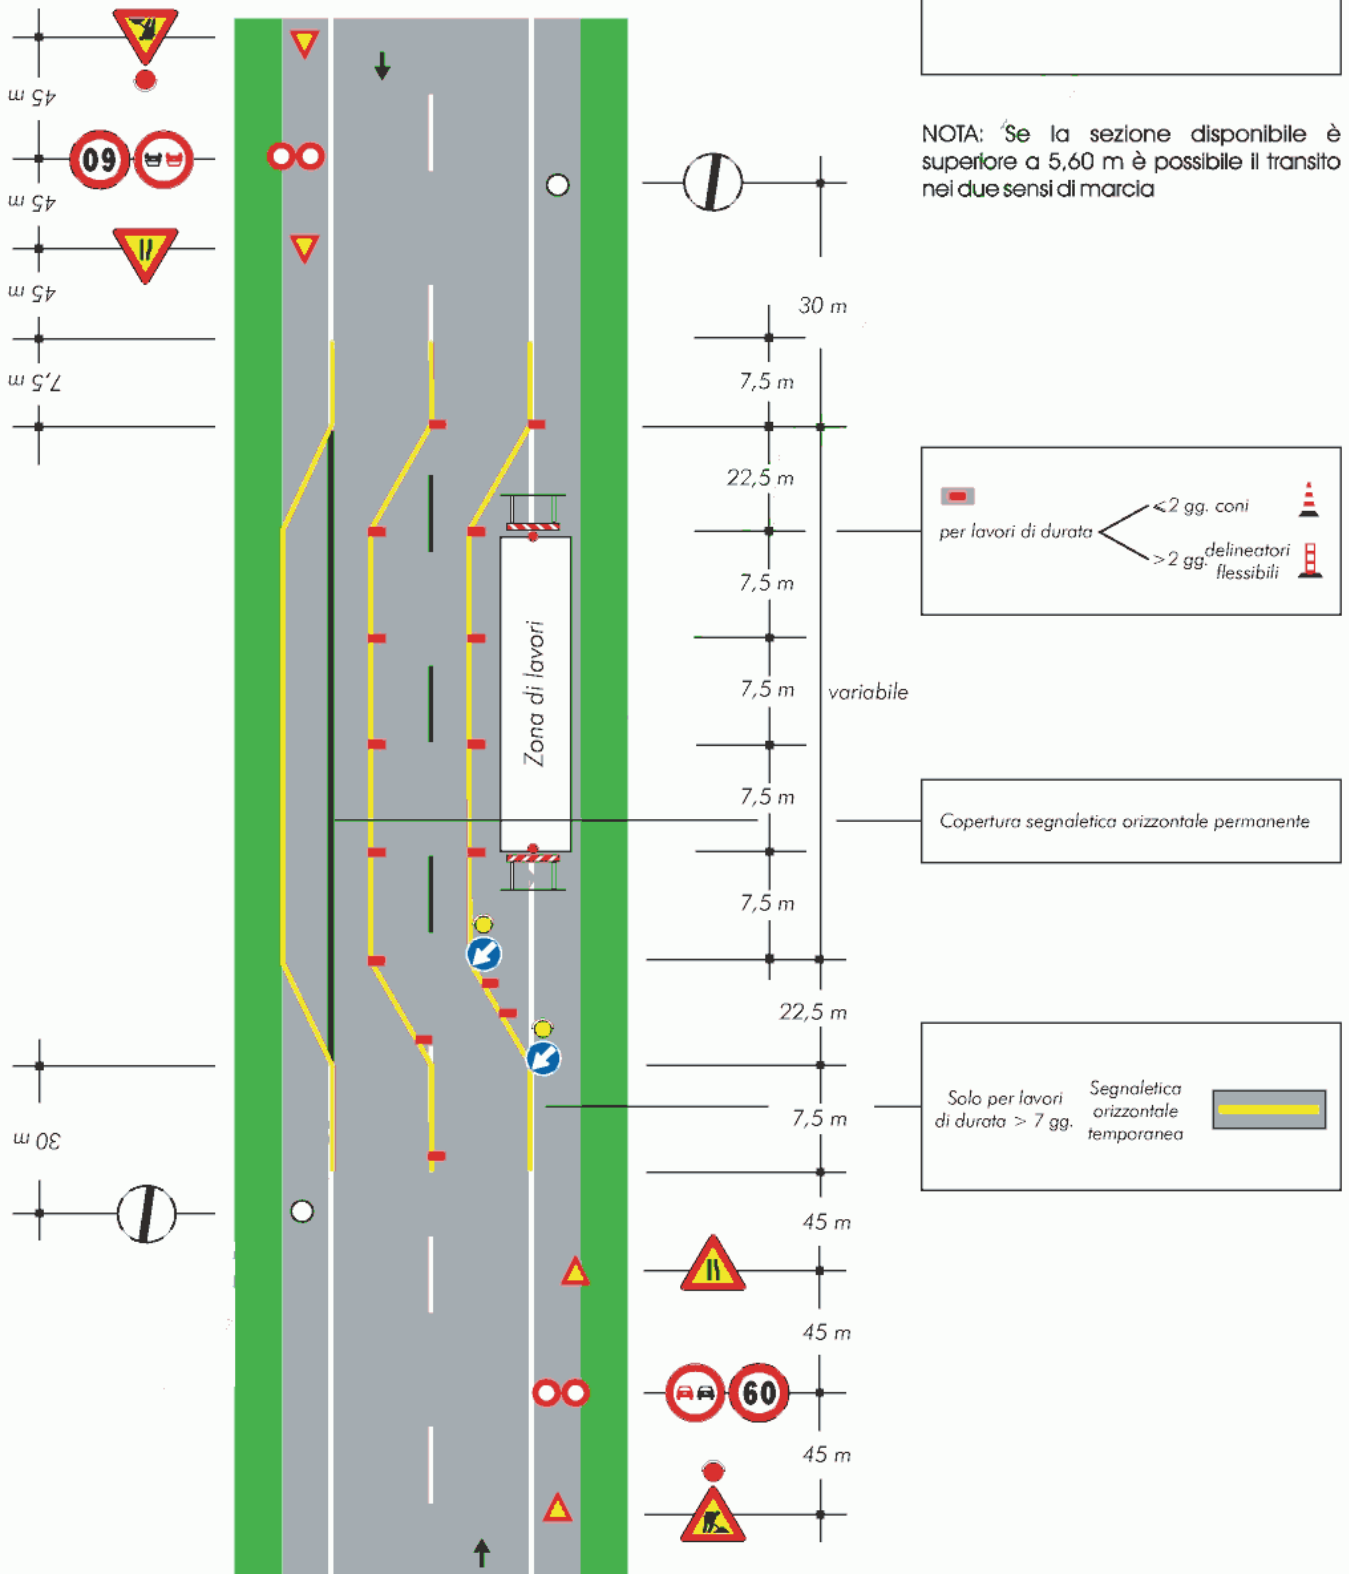 NOTA: Se la sezione disponibile è
superiore a 5,60 m è possibile il transito
nei due sensi di marcia
45 m
60
45 m
45 m
7,5 m
30 m
30 m
7,5 m
22,5 m
7,5 m
7,5 m
7,5 m
7,5 m
variabile
22,5 m
7,5 m
45 m
45 m
60
45 m
Zona di lavori
per lavori di durata
⩽2 gg. coni
>2 gg. delineatori
flessibili
Copertura segnaletica orizzontale permanente
Solo per lavori
di durata > 7 gg.
Segnaletica
orizzontale
temporanea